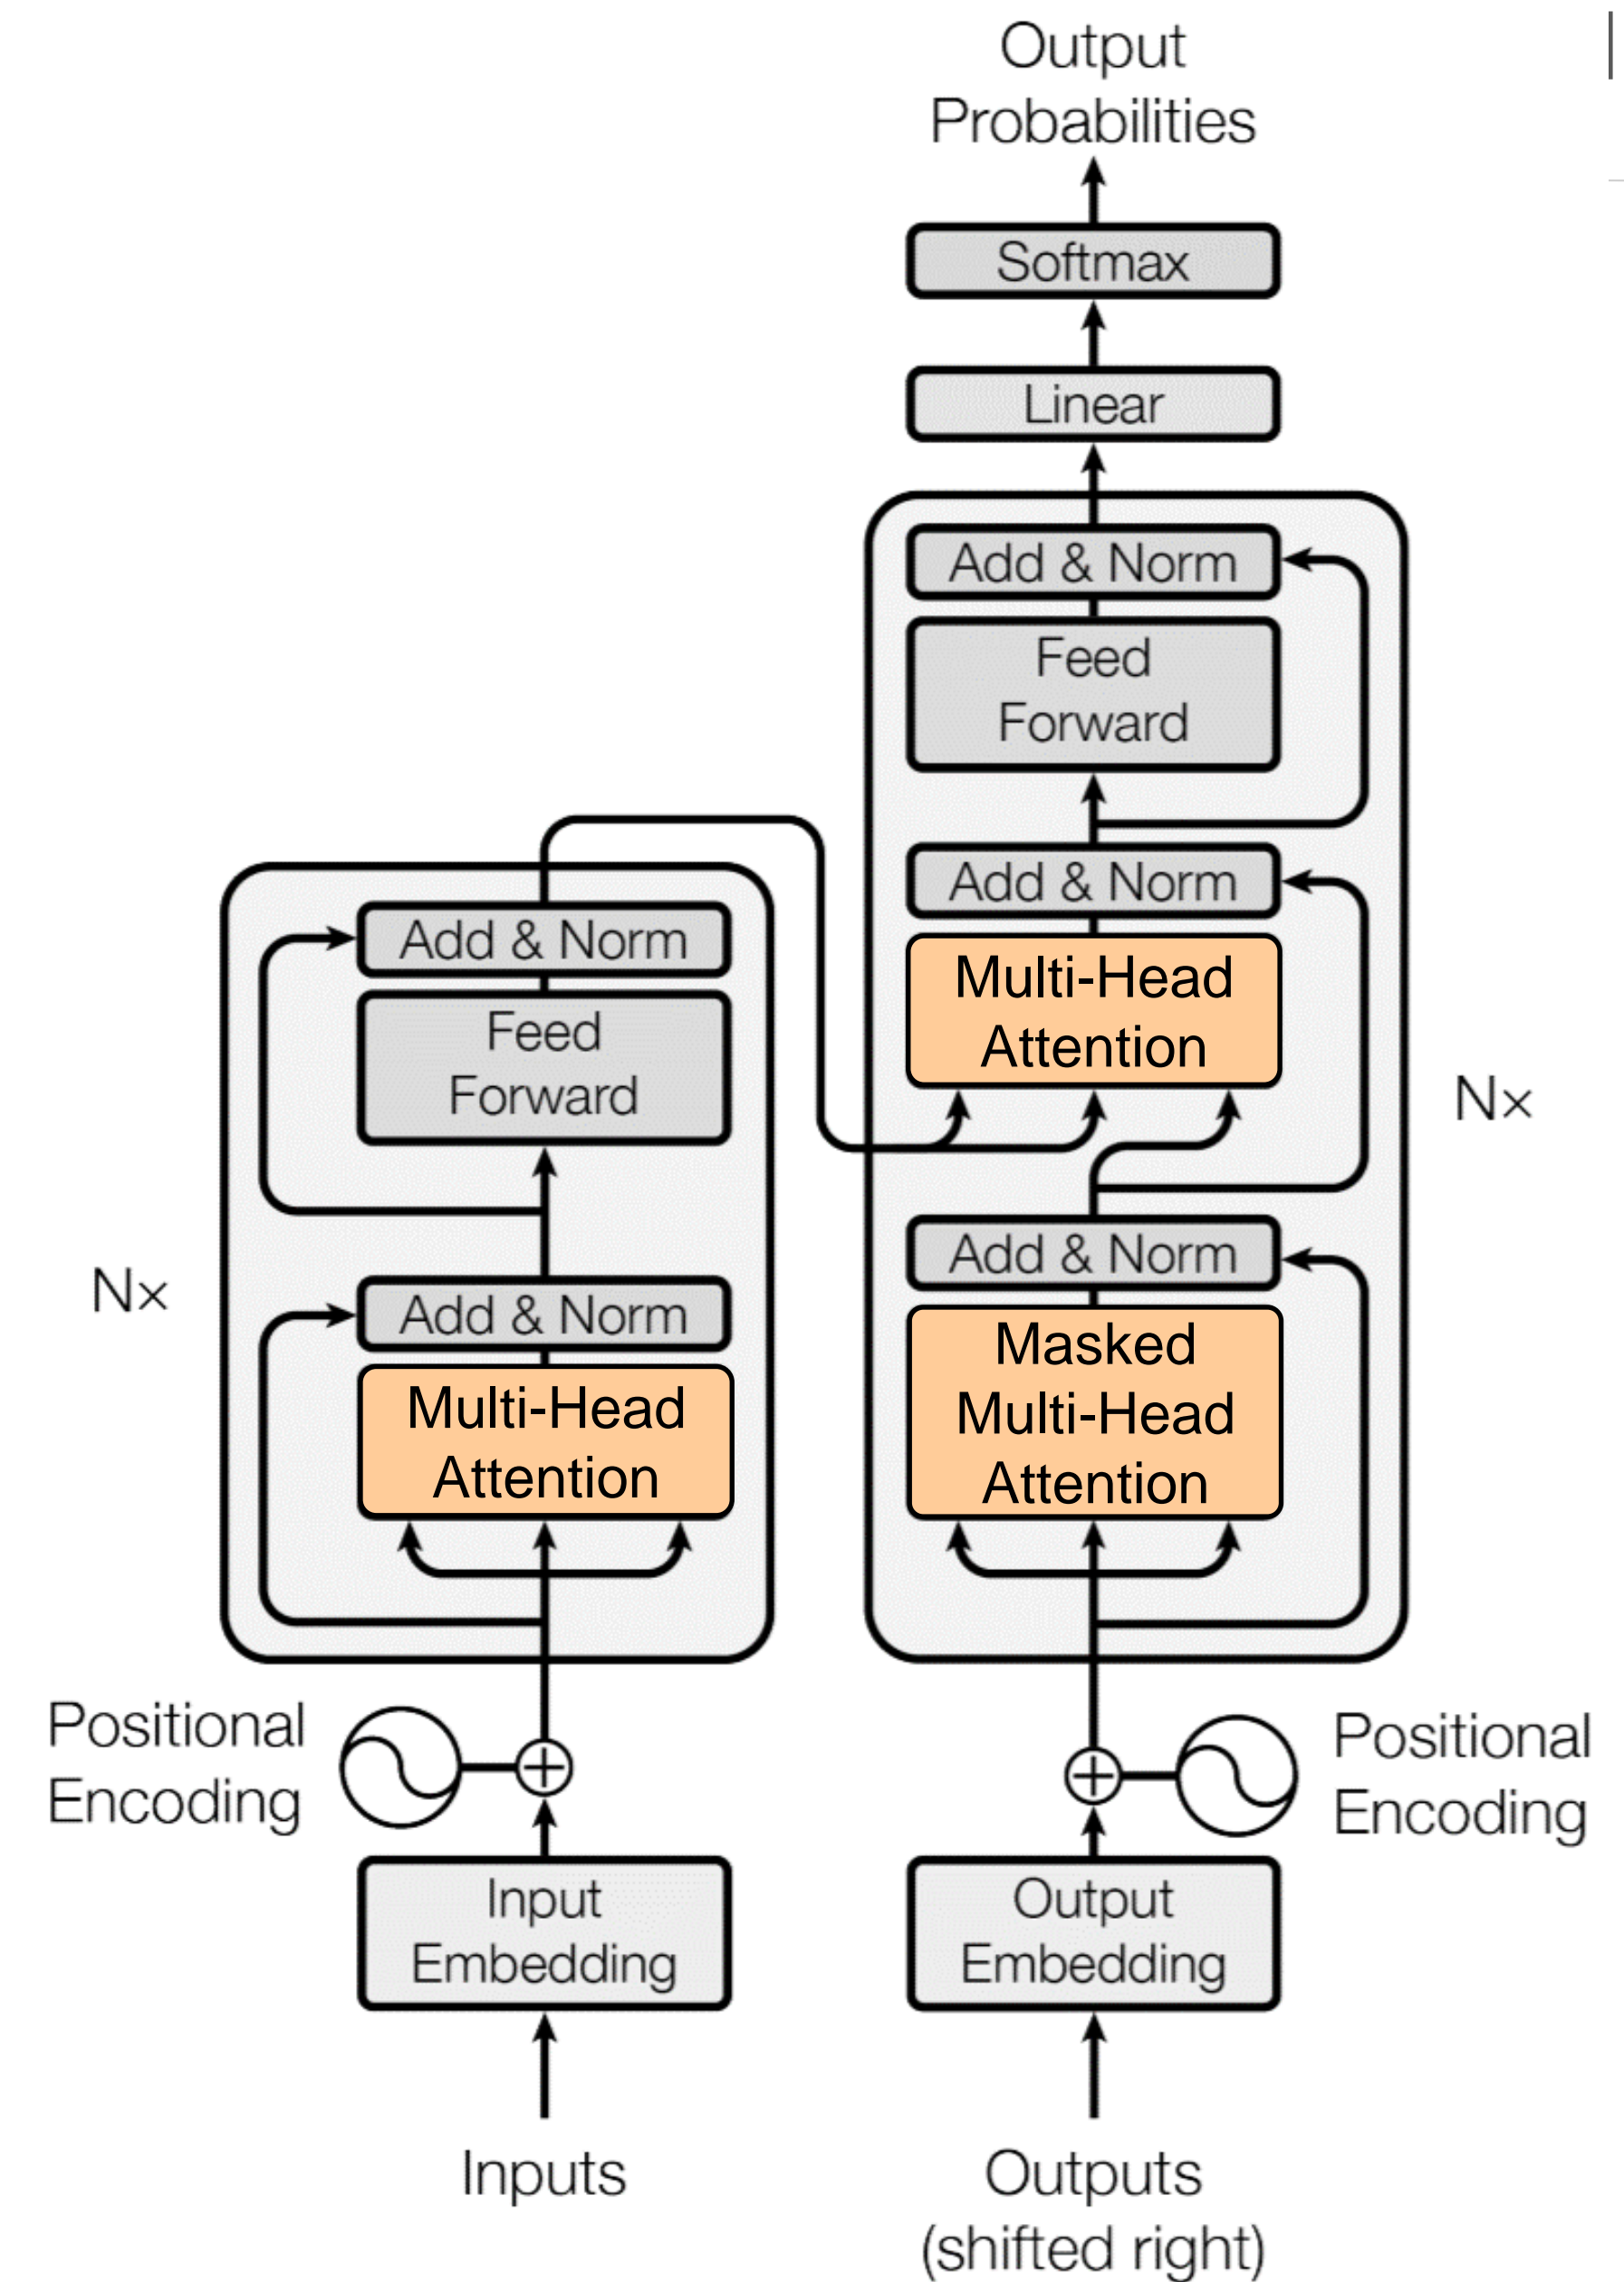 Output
Probabilities
Softmax
Linear
Add & Norm
Feed
Forward
Add & Norm
Multi-Head
Attention
Nx
Add & Norm
Masked
Multi-Head
Attention
Add & Norm
Feed
Forward
Nx
Add & Norm
Multi-Head
Attention
Positional
Encoding
Positional
Encoding
Input
Embedding
Output
Embedding
Inputs
Outputs
(shifted right)